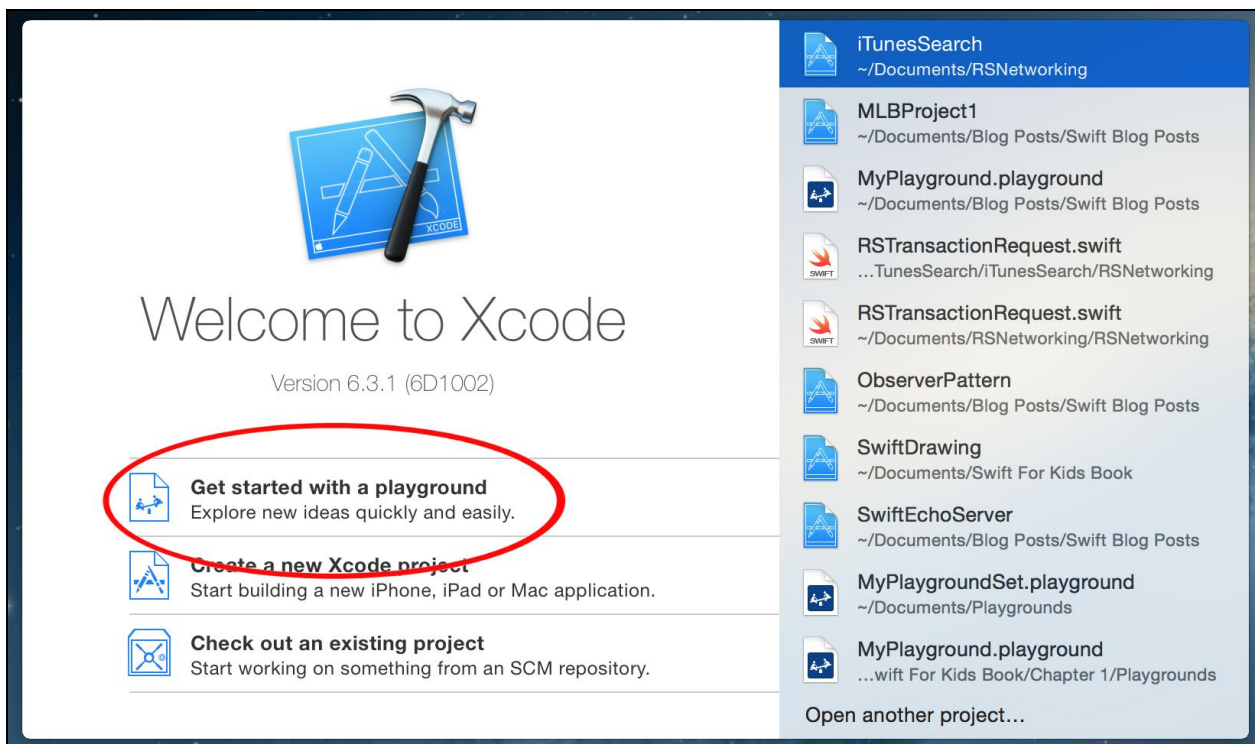 XCODE
Welcome to Xcode
Version 6.3.1 (6D1002)
Get started with a playground
Explore new ideas quickly and easily.
Create a new Xcode project
Start building a new iPhone, iPad or Mac application.
Check out an existing project
Start working on something from an SCM repository.
iTunesSearch
~/Documents/RSNetworking
MLBProject1
~/Documents/Blog Posts/Swift Blog Posts
MyPlayground.playground
~/Documents/Blog Posts/Swift Blog Posts
SWIFT
RSTransactionRequest.swift
…TunesSearch/iTunesSearch/RSNetworking
SWIFT
RSTransactionRequest.swift
~/Documents/RSNetworking/RSNetworking
ObserverPattern
~/Documents/Blog Posts/Swift Blog Posts
SwiftDrawing
~/Documents/Swift For Kids Book
SwiftEchoServer
~/Documents/Blog Posts/Swift Blog Posts
MyPlaygroundSet.playground
~/Documents/Playgrounds
MyPlayground.playground
…wift For Kids Book/Chapter 1/Playgrounds
Open another project…